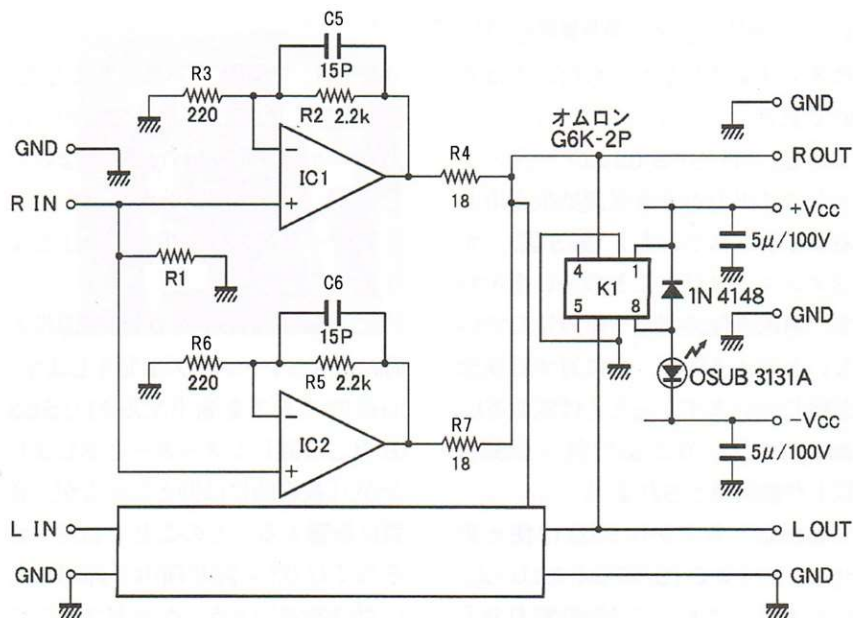 C5
15P
R3
220
R2 2.2k
オムロン
G6K-2P
GND
GND
R OUT
IC1
R4
18
R IN
+Vcc
5μ/100V
R1
4 1
K1
5 8
1N 4148
GND
C6
15P
R6
220
R5 2.2k
OSUB 3131A
IC2
R7
18
-Vcc
5μ/100V
L IN
L OUT
GND
GND